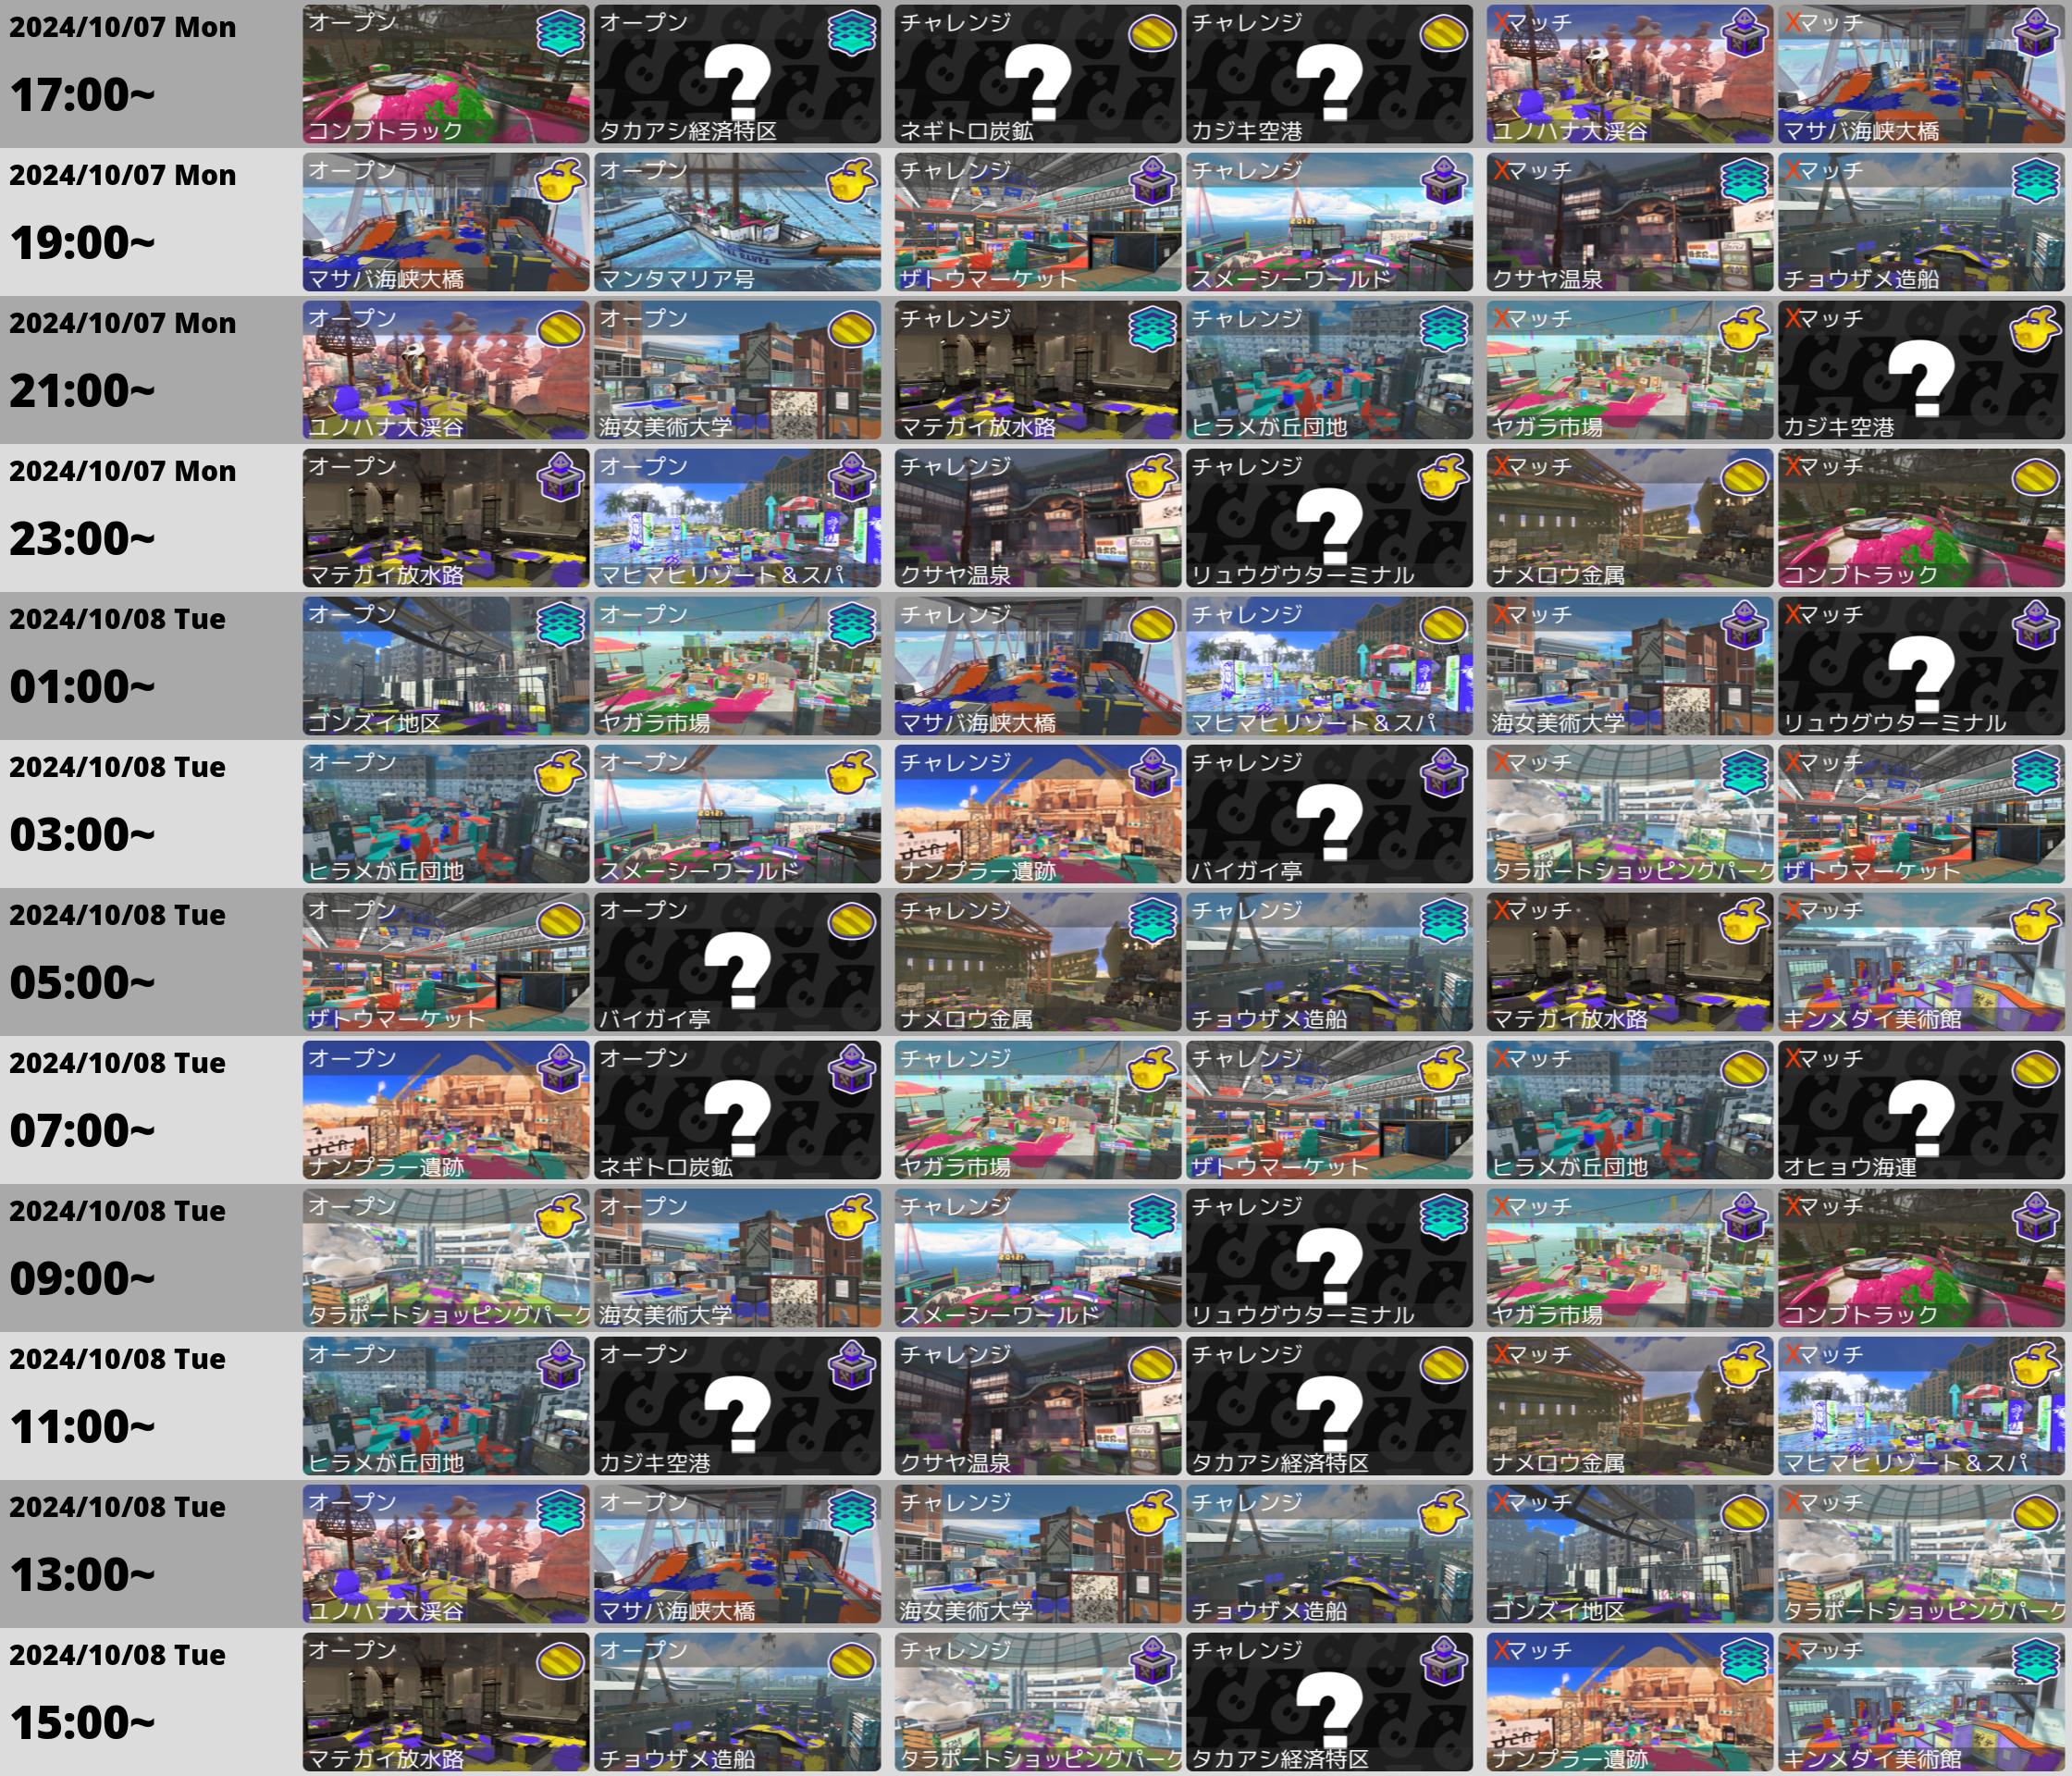 2024/10/07 Mon
17:00~
オープン
コンブトラック
オープン
タカアシ経済特区
チャレンジ
ネギトロ炭鉱
チャレンジ
カジキ空港
Xマッチ
ユノハナ大渓谷
Xマッチ
マサバ海峡大橋
2024/10/07 Mon
19:00~
オープン
マサバ海峡大橋
オープン
マンタマリア号
チャレンジ
ザトウマーケット
チャレンジ
スメーシーワールド
Xマッチ
クサヤ温泉
Xマッチ
チョウザメ造船
2024/10/07 Mon
21:00~
オープン
ユノハナ大渓谷
オープン
海女美術大学
チャレンジ
マテガイ放水路
チャレンジ
ヒラメが丘団地
Xマッチ
ヤガラ市場
Xマッチ
カジキ空港
2024/10/07 Mon
23:00~
オープン
マテガイ放水路
オープン
マヒマヒリゾート&スパ
チャレンジ
クサヤ温泉
チャレンジ
リュウグウターミナル
Xマッチ
ナメロウ金属
Xマッチ
コンブトラック
2024/10/08 Tue
01:00~
オープン
ゴンズイ地区
オープン
ヤガラ市場
チャレンジ
マサバ海峡大橋
チャレンジ
マヒマヒリゾート&スパ
Xマッチ
海女美術大学
Xマッチ
リュウグウターミナル
2024/10/08 Tue
03:00~
オープン
ヒラメが丘団地
オープン
スメーシーワールド
チャレンジ
ナンプラー遺跡
チャレンジ
バイガイ亭
Xマッチ
タラポートショッピングパーク
Xマッチ
ザトウマーケット
2024/10/08 Tue
05:00~
オープン
ザトウマーケット
オープン
バイガイ亭
チャレンジ
ナメロウ金属
チャレンジ
チョウザメ造船
Xマッチ
マテガイ放水路
Xマッチ
キンメダイ美術館
2024/10/08 Tue
07:00~
オープン
ナンプラー遺跡
オープン
ネギトロ炭鉱
チャレンジ
ヤガラ市場
チャレンジ
ザトウマーケット
Xマッチ
ヒラメが丘団地
Xマッチ
オヒョウ海運
2024/10/08 Tue
09:00~
オープン
タラポートショッピングパーク
オープン
海女美術大学
チャレンジ
スメーシーワールド
チャレンジ
リュウグウターミナル
Xマッチ
ヤガラ市場
Xマッチ
コンブトラック
2024/10/08 Tue
11:00~
オープン
ヒラメが丘団地
オープン
カジキ空港
チャレンジ
クサヤ温泉
チャレンジ
タカアシ経済特区
Xマッチ
ナメロウ金属
Xマッチ
マヒマヒリゾート&スパ
2024/10/08 Tue
13:00~
オープン
ユノハナ大渓谷
オープン
マサバ海峡大橋
チャレンジ
海女美術大学
チャレンジ
チョウザメ造船
Xマッチ
ゴンズイ地区
Xマッチ
タラポートショッピングパーク
2024/10/08 Tue
15:00~
オープン
マテガイ放水路
オープン
チョウザメ造船
チャレンジ
タラポートショッピングパーク
チャレンジ
タカアシ経済特区
Xマッチ
ナンプラー遺跡
Xマッチ
キンメダイ美術館